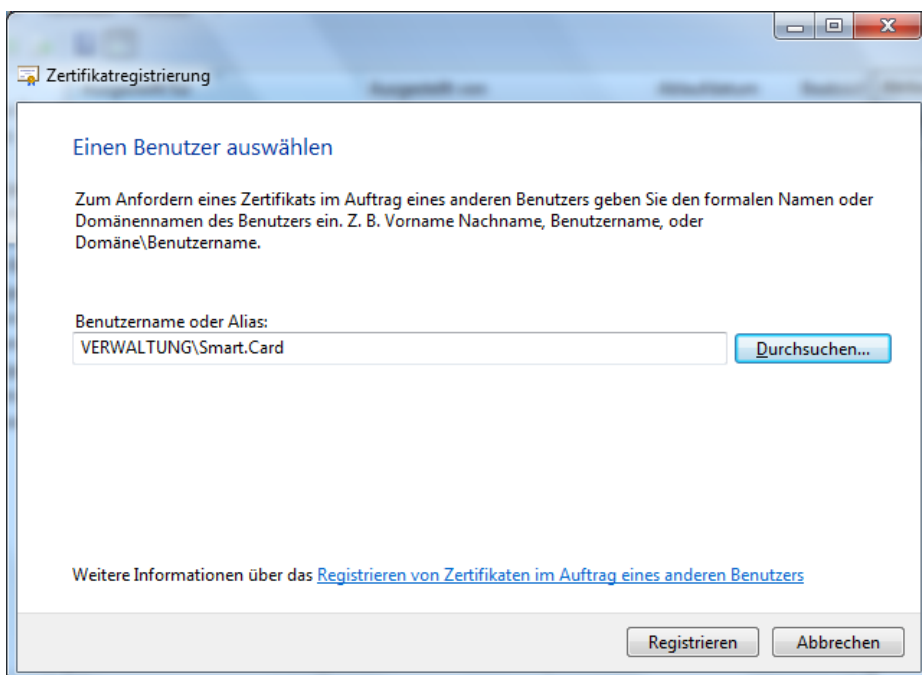 Zertifikatregistrierung
Einen Benutzer auswählen
Zum Anfordern eines Zertifikats im Auftrag eines anderen Benutzers geben Sie den formalen Namen oder
Domänennamen des Benutzers ein. Z. B. Vorname Nachname, Benutzername, oder
Domäne\Benutzername.
Benutzername oder Alias:
VERWALTUNG\Smart.Card
Durchsuchen...
Weitere Informationen über das Registrieren von Zertifikaten im Auftrag eines anderen Benutzers
Registrieren
Abbrechen